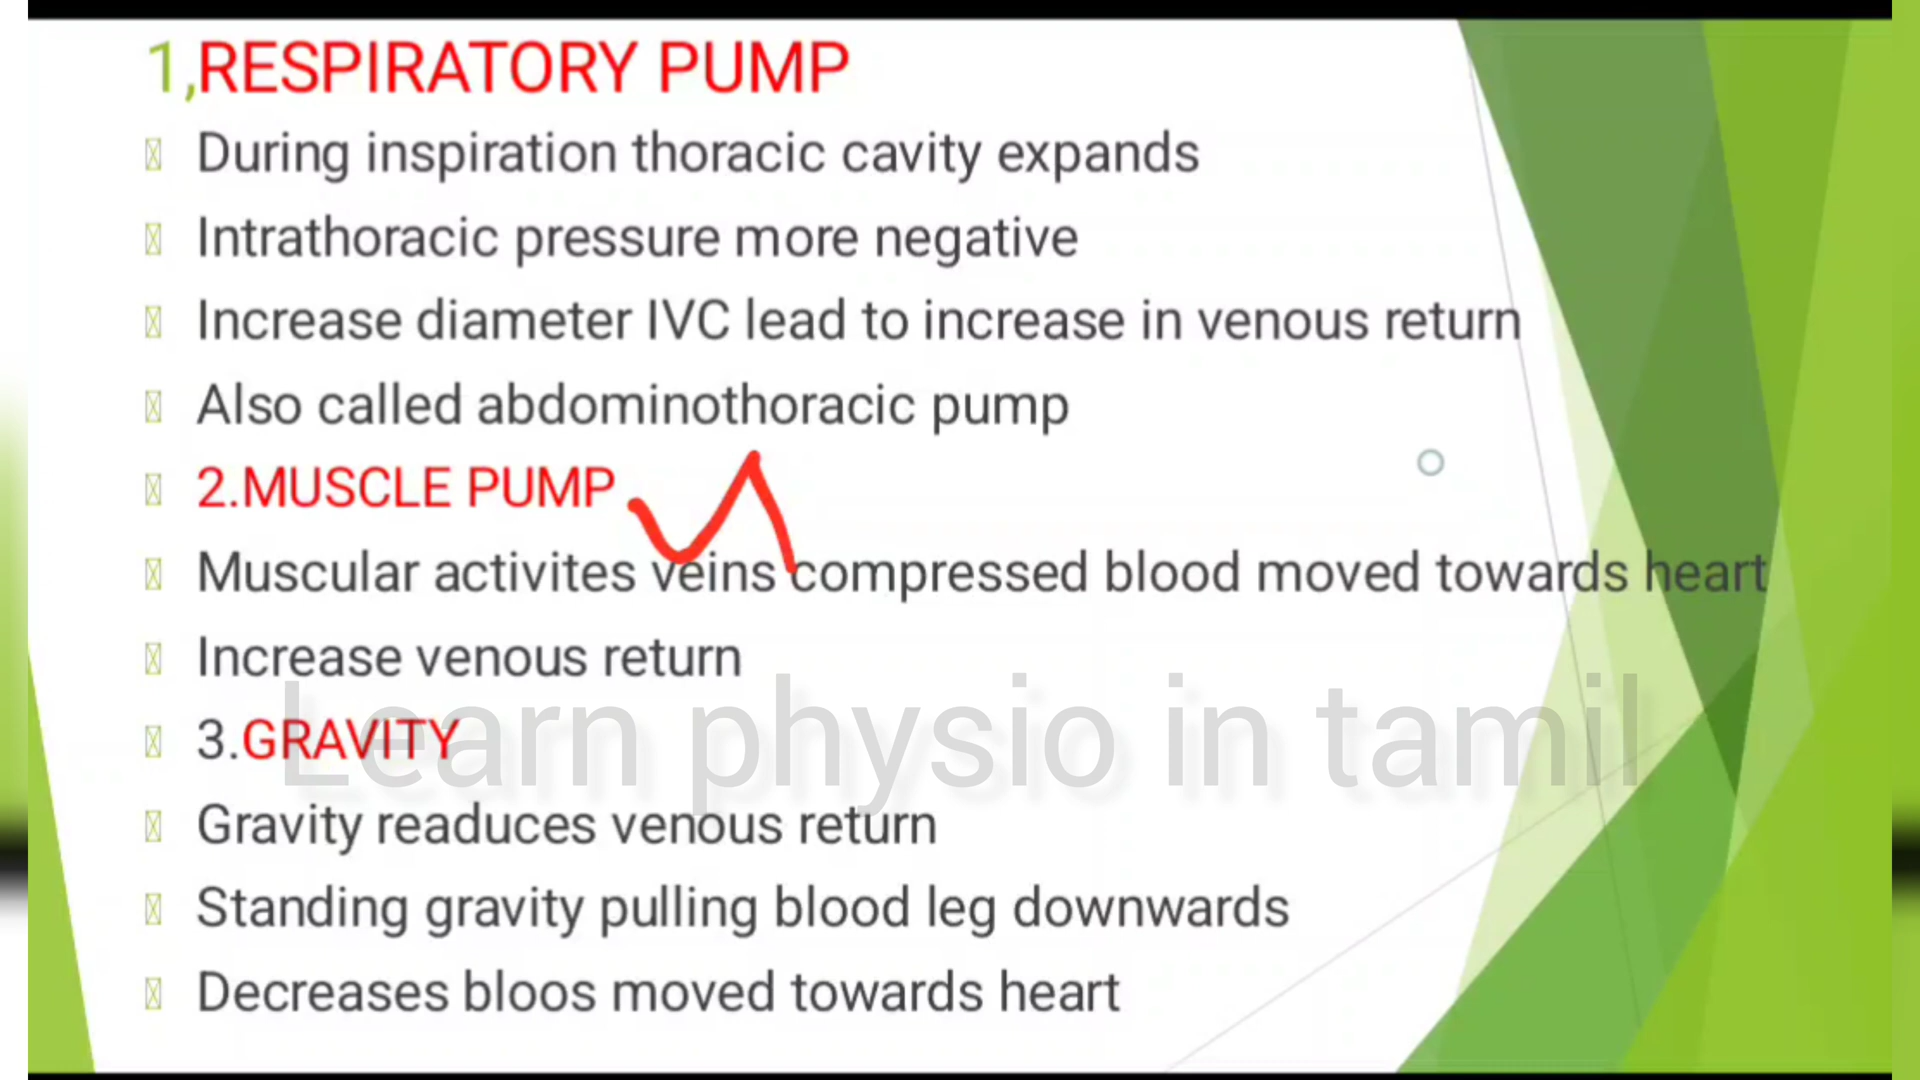 1,RESPIRATORY PUMP
During inspiration thoracic cavity expands
Intrathoracic pressure more negative
Increase diameter IVC lead to increase in venous return
Also called abdominothoracic pump
2.MUSCLE PUMP
Muscular activites veins compressed blood moved towards heart
Increase venous return
Learn physio in tamil
3.GRAVITY
Gravity readuces venous return
Standing gravity pulling blood leg downwards
Decreases bloos moved towards heart